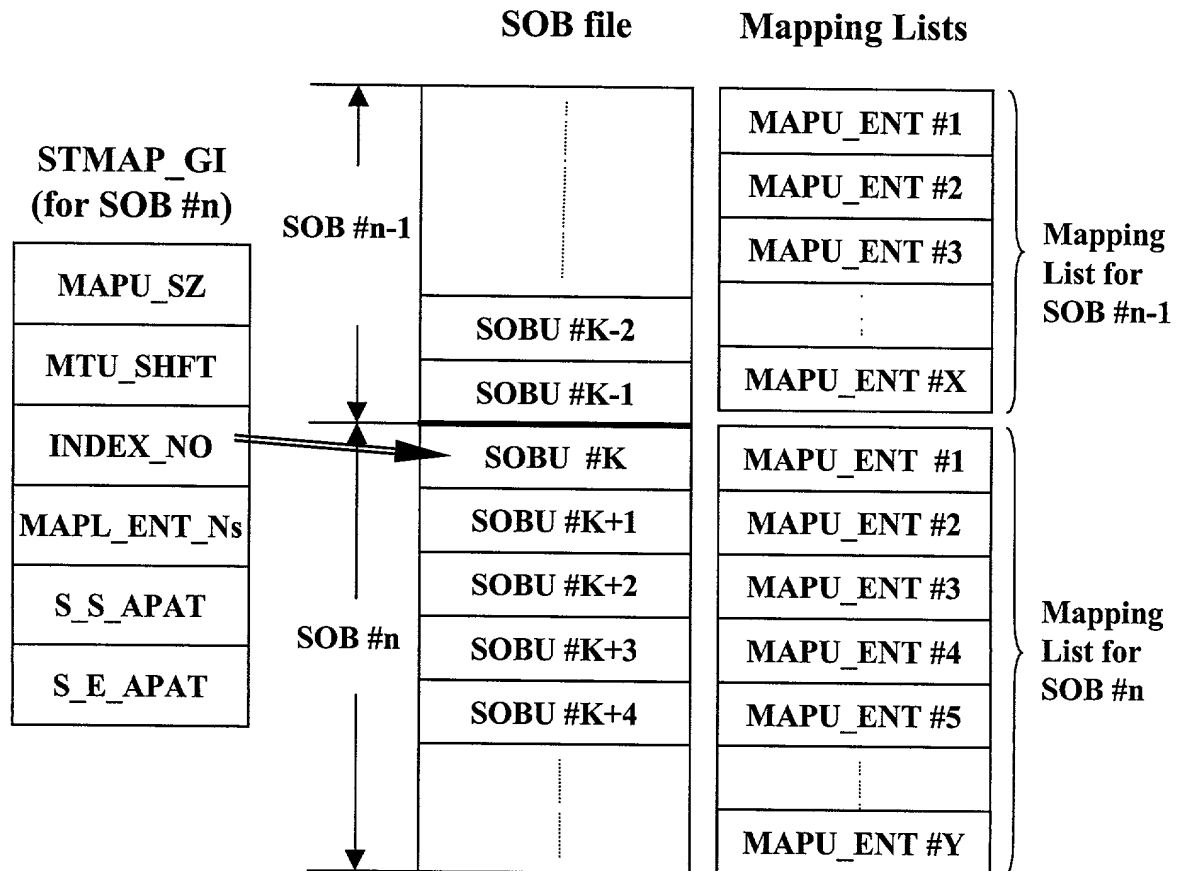 SOB file
Mapping Lists
STMAP_GI
(for SOB #n)
MAPU_SZ
MTU_SHFT
INDEX_NO
MAPL_ENT_Ns
S_S_APAT
S_E_APAT
SOB #n-1
SOB #n
SOBU #K-2
SOBU #K-1
SOBU #K
SOBU #K+1
SOBU #K+2
SOBU #K+3
SOBU #K+4
MAPU_ENT #1
MAPU_ENT #2
MAPU_ENT #3
MAPU_ENT #X
MAPU_ENT #1
MAPU_ENT #2
MAPU_ENT #3
MAPU_ENT #4
MAPU_ENT #5
MAPU_ENT #Y
Mapping
List for
SOB #n-1
Mapping
List for
SOB #n